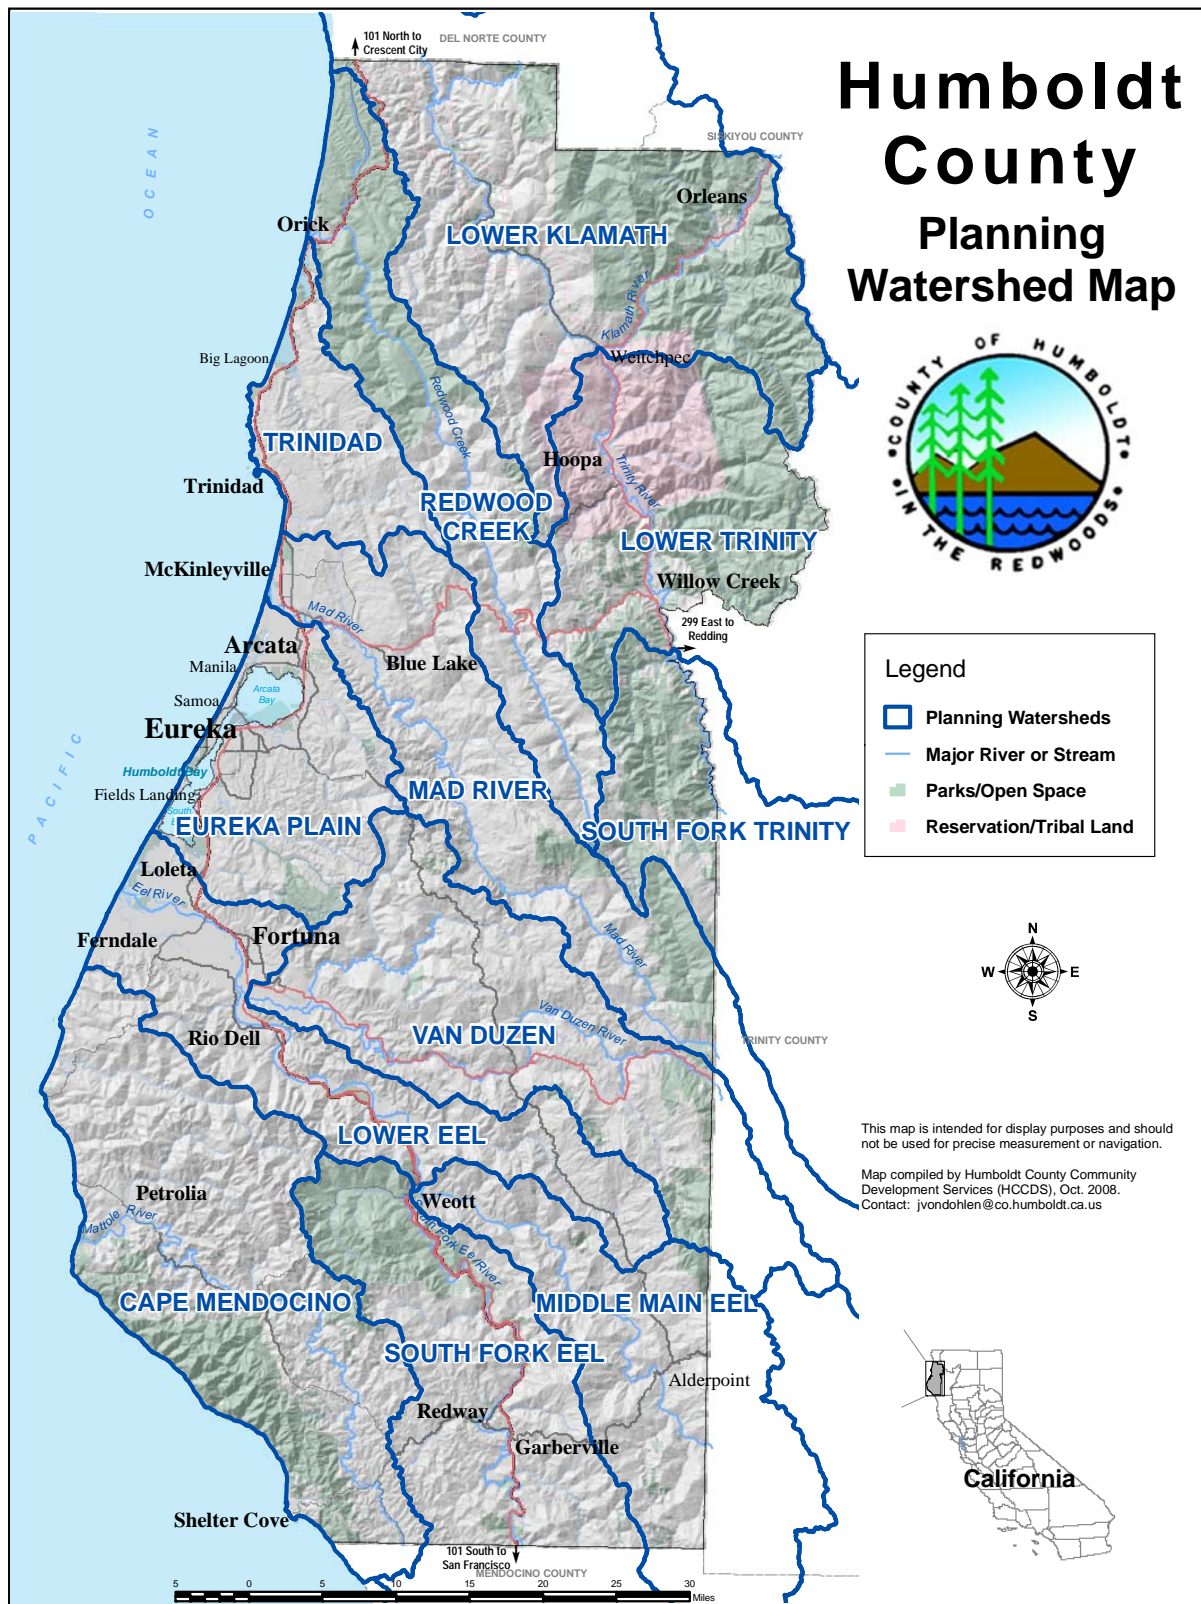 Humboldt
County
Planning
Watershed Map
COUNTY OF HUMBOLDT
IN THE REDWOODS
101 North to
Crescent City
DEL NORTE COUNTY
SISKIYOU COUNTY
OCEAN
Orleans
Orick
LOWER KLAMATH
Klamath River
Big Lagoon
Weitchpec
Redwood Creek
TRINIDAD
Hoopa
Trinity River
Trinidad
REDWOOD
CREEK
LOWER TRINITY
McKinleyville
Willow Creek
Mad River
299 East to
Redding
Arcata
Manila
Blue Lake
Arcata
Bay
Samoa
Eureka
PACIFIC
Humboldt Bay
Fields Landing
MAD RIVER
South
EUREKA PLAIN
SOUTH FORK TRINITY
Loleta
Eel River
Ferndale
Fortuna
Mad River
Rio Dell
VAN DUZEN
Van Duzen River
TRINITY COUNTY
LOWER EEL
Petrolia
Weott
Mattole River
South Fork Eel River
CAPE MENDOCINO
MIDDLE MAIN EEL
SOUTH FORK EEL
Alderpoint
Redway
Garberville
Shelter Cove
101 South to
San Francisco
MENDOCINO COUNTY
5 0 5 10 15 20 25 30
Miles
Legend
Planning Watersheds
Major River or Stream
Parks/Open Space
Reservation/Tribal Land
N
W E
S
This map is intended for display purposes and should
not be used for precise measurement or navigation.
Map compiled by Humboldt County Community
Development Services (HCCDS), Oct. 2008.
Contact: jvondohlen@co.humboldt.ca.us
California